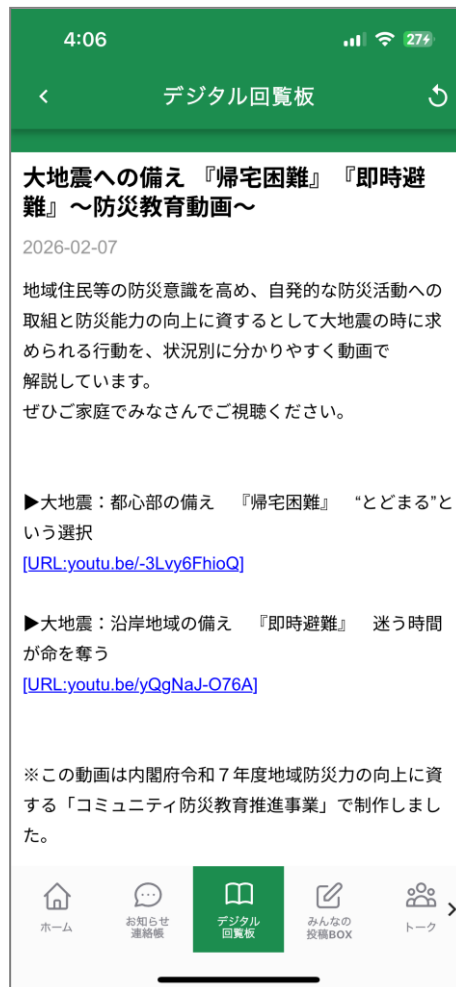 4:06
27
デジタル回覧板
大地震への備え 『帰宅困難』『即時避
難』～防災教育動画～
2026-02-07
地域住民等の防災意識を高め、自発的な防災活動への
取組と防災能力の向上に資するとして大地震の時に求
められる行動を、状況別に分かりやすく動画で
解説しています。
ぜひご家庭でみなさんでご視聴ください。
▶大地震：都心部の備え　『帰宅困難』　“とどまる”と
いう選択
[URL:youtu.be/-3Lvy6FhioQ]
▶大地震：沿岸地域の備え　『即時避難』　迷う時間
が命を奪う
[URL:youtu.be/yQgNaJ-O76A]
※この動画は内閣府令和７年度地域防災力の向上に資
する「コミュニティ防災教育推進事業」で制作しまし
た。
ホーム
お知らせ
連絡帳
デジタル
回覧板
みんなの
投稿BOX
トーク